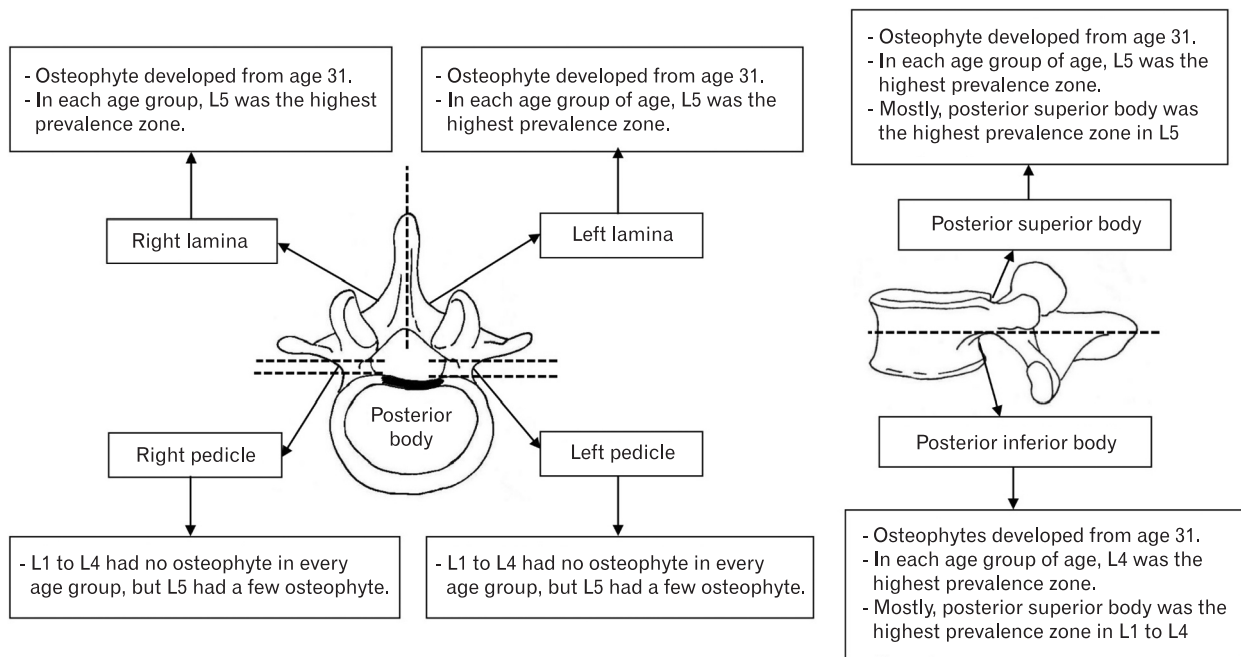 - Osteophyte developed from age 31.
- In each age group, L5 was the highest
prevalence zone.
- Osteophyte developed from age 31.
- In each age group of age, L5 was the
highest prevalence zone.
- Osteophyte developed from age 31.
- In each age group of age, L5 was the
highest prevalence zone.
- Mostly, posterior superior body was
the highest prevalence zone in L5
Right lamina
Left lamina
Posterior superior body
Posterior
body
Right pedicle
Left pedicle
Posterior inferior body
- L1 to L4 had no osteophyte in every
age group, but L5 had a few osteophyte.
- L1 to L4 had no osteophyte in every
age group, but L5 had a few osteophyte.
- Osteophytes developed from age 31.
- In each age group of age, L4 was the
highest prevalence zone.
- Mostly, posterior superior body was the
highest prevalence zone in L1 to L4